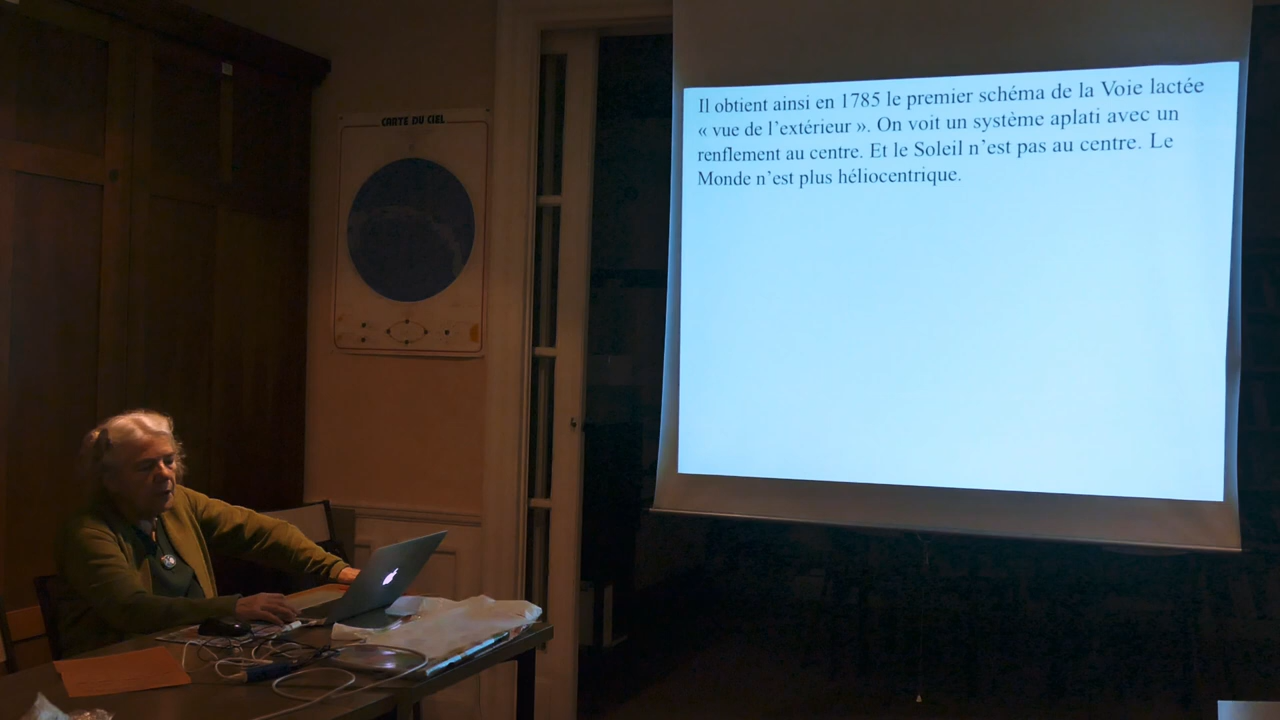 CARTE DU CIEL
Il obtient ainsi en 1785 le premier schéma de la Voie lactée
« vue de l’extérieur ». On voit un système aplati avec un
renflement au centre. Et le Soleil n’est pas au centre. Le
Monde n’est plus héliocentrique.